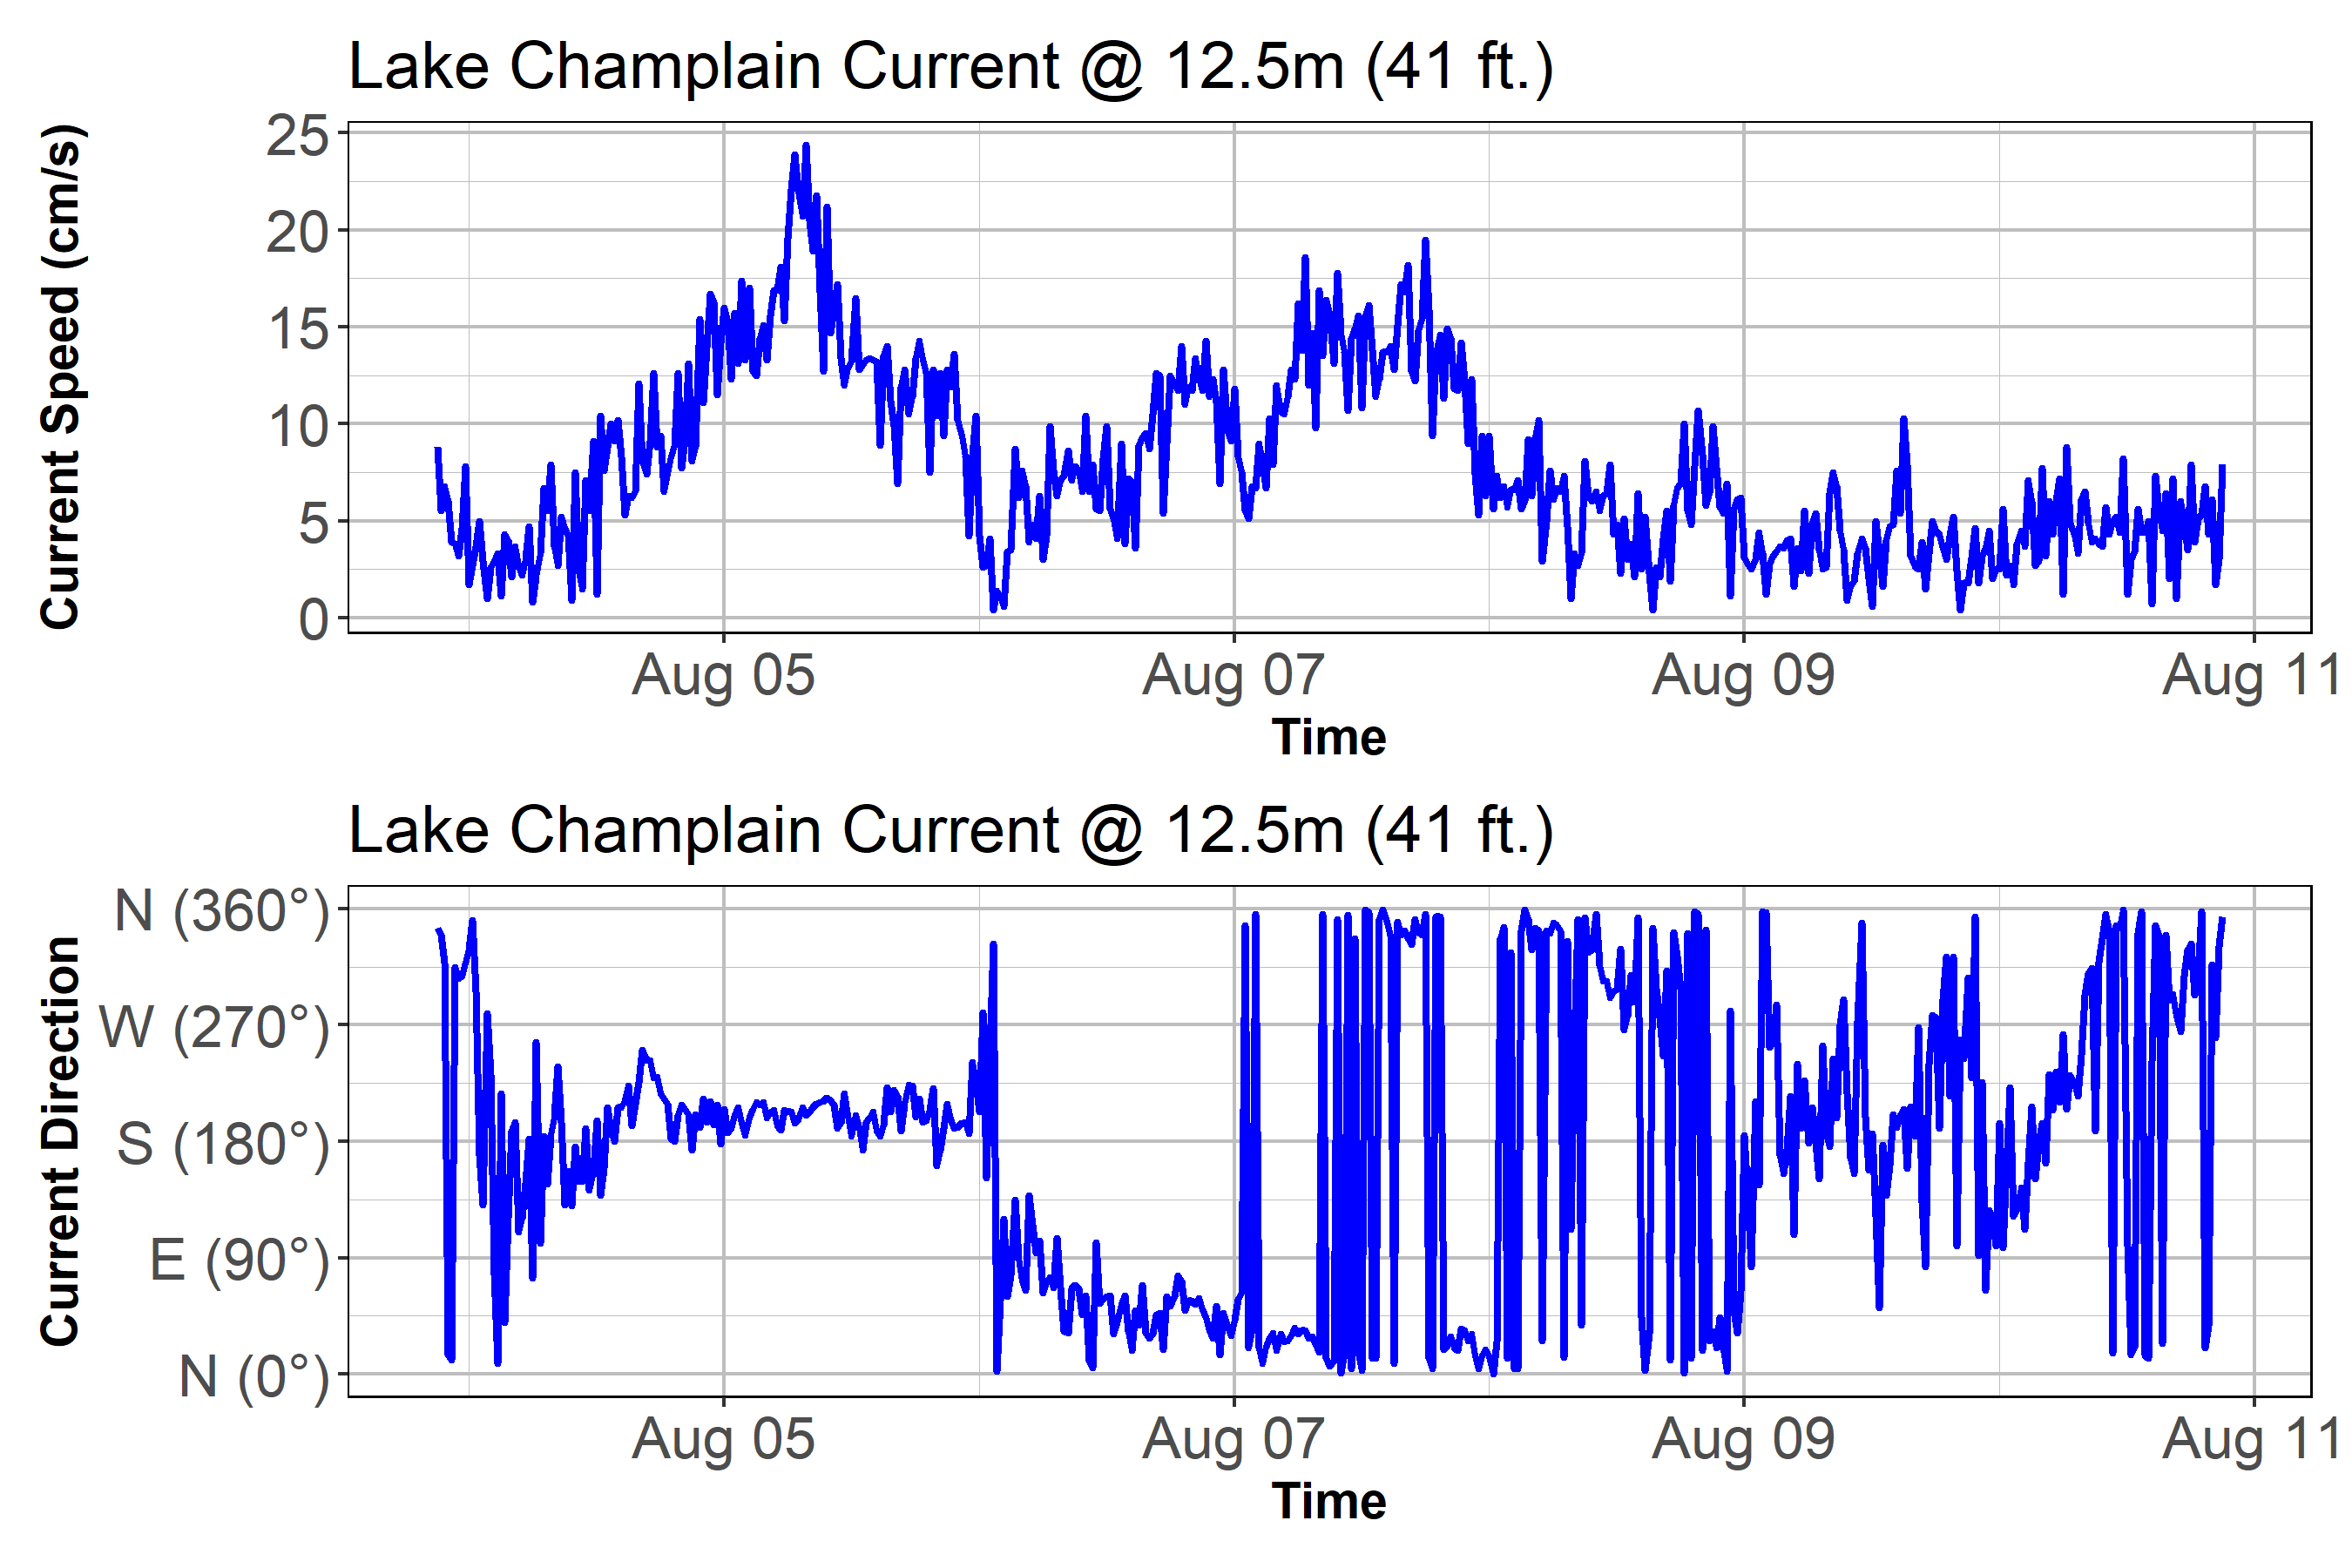 Lake Champlain Current @ 12.5m (41 ft.)
Current Speed (cm/s)
25
20
15
10
5
0
Aug 05 Aug 07 Aug 09 Aug 11
Time
Lake Champlain Current @ 12.5m (41 ft.)
Current Direction
N (360°)
W (270°)
S (180°)
E (90°)
N (0°)
Aug 05 Aug 07 Aug 09 Aug 11
Time